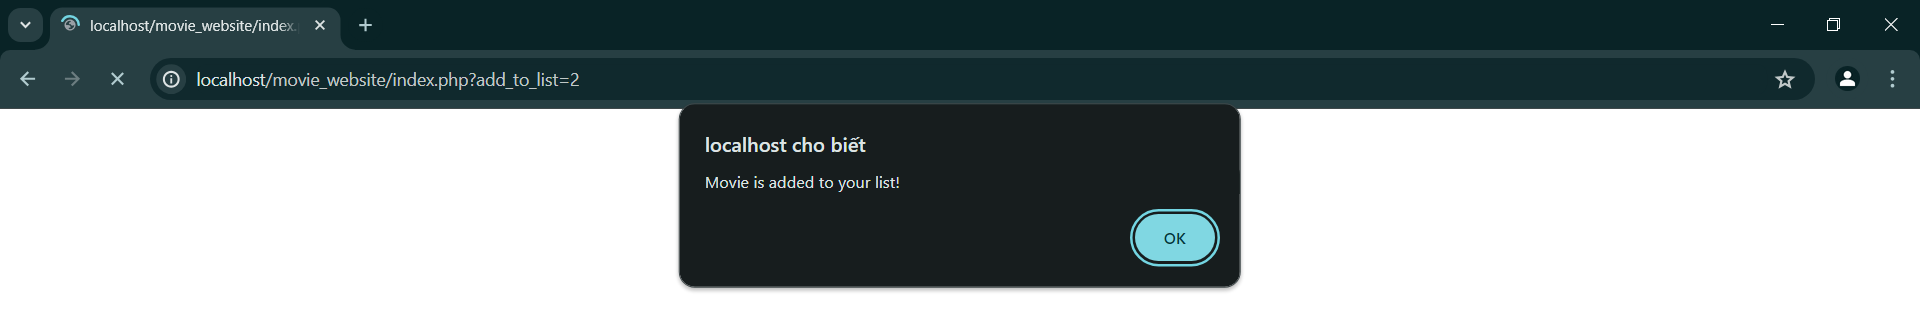 localhost/movie_website/index.
localhost/movie_website/index.php?add_to_list=2
localhost cho biết
Movie is added to your list!
OK